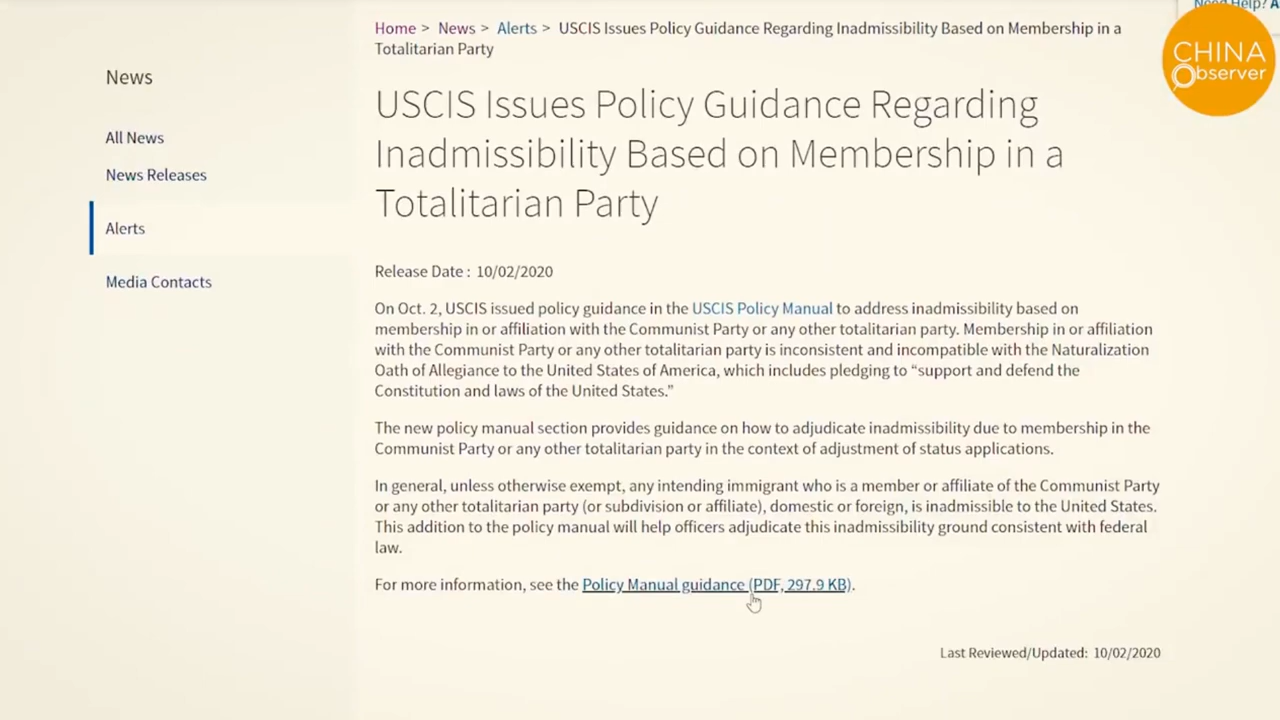 Need Help? A
CHINA
Observer
Home > News > Alerts > USCIS Issues Policy Guidance Regarding Inadmissibility Based on Membership in a
Totalitarian Party
News
All News
News Releases
Alerts
Media Contacts
USCIS Issues Policy Guidance Regarding
Inadmissibility Based on Membership in a
Totalitarian Party
Release Date : 10/02/2020
On Oct. 2, USCIS issued policy guidance in the USCIS Policy Manual to address inadmissibility based on
membership in or affiliation with the Communist Party or any other totalitarian party. Membership in or affiliation
with the Communist Party or any other totalitarian party is inconsistent and incompatible with the Naturalization
Oath of Allegiance to the United States of America, which includes pledging to “support and defend the
Constitution and laws of the United States.”
The new policy manual section provides guidance on how to adjudicate inadmissibility due to membership in the
Communist Party or any other totalitarian party in the context of adjustment of status applications.
In general, unless otherwise exempt, any intending immigrant who is a member or affiliate of the Communist Party
or any other totalitarian party (or subdivision or affiliate), domestic or foreign, is inadmissible to the United States.
This addition to the policy manual will help officers adjudicate this inadmissibility ground consistent with federal
law.
For more information, see the Policy Manual guidance (PDF, 297.9 KB).
Last Reviewed/Updated: 10/02/2020